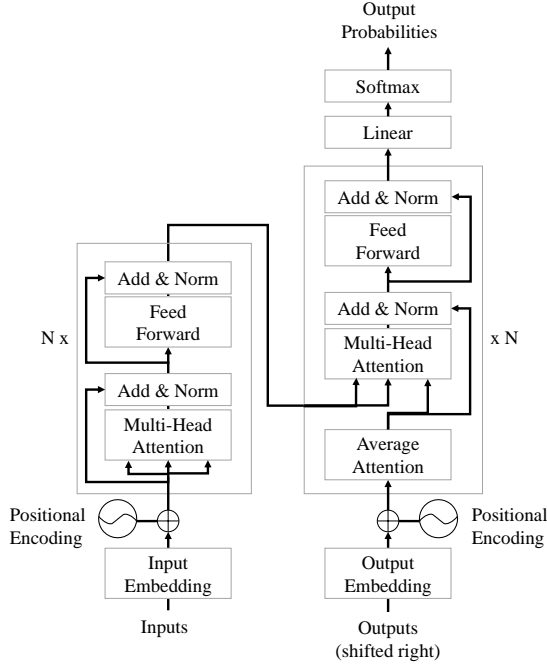 Output
Probabilities
Softmax
Linear
Add & Norm
Feed
Forward
Add & Norm
Multi-Head
Attention
x N
Average
Attention
Positional
Encoding
Output
Embedding
Outputs
(shifted right)
Add & Norm
Feed
Forward
N x
Add & Norm
Multi-Head
Attention
Positional
Encoding
Input
Embedding
Inputs